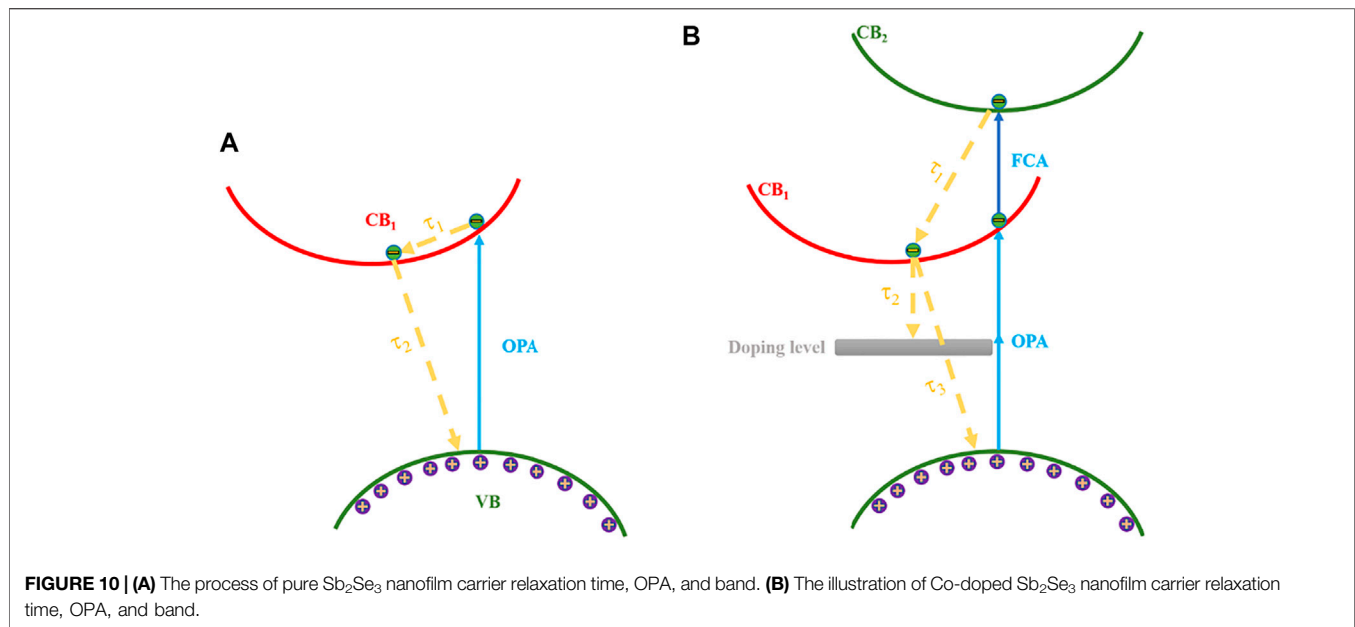 A
CB₁
τ₁
τ₂
OPA
VB
B
CB₂
τ₁
FCA
CB₁
τ₂
Doping level
OPA
τ₃
FIGURE 10 | (A) The process of pure Sb₂Se₃ nanofilm carrier relaxation time, OPA, and band. (B) The illustration of Co-doped Sb₂Se₃ nanofilm carrier relaxation
time, OPA, and band.